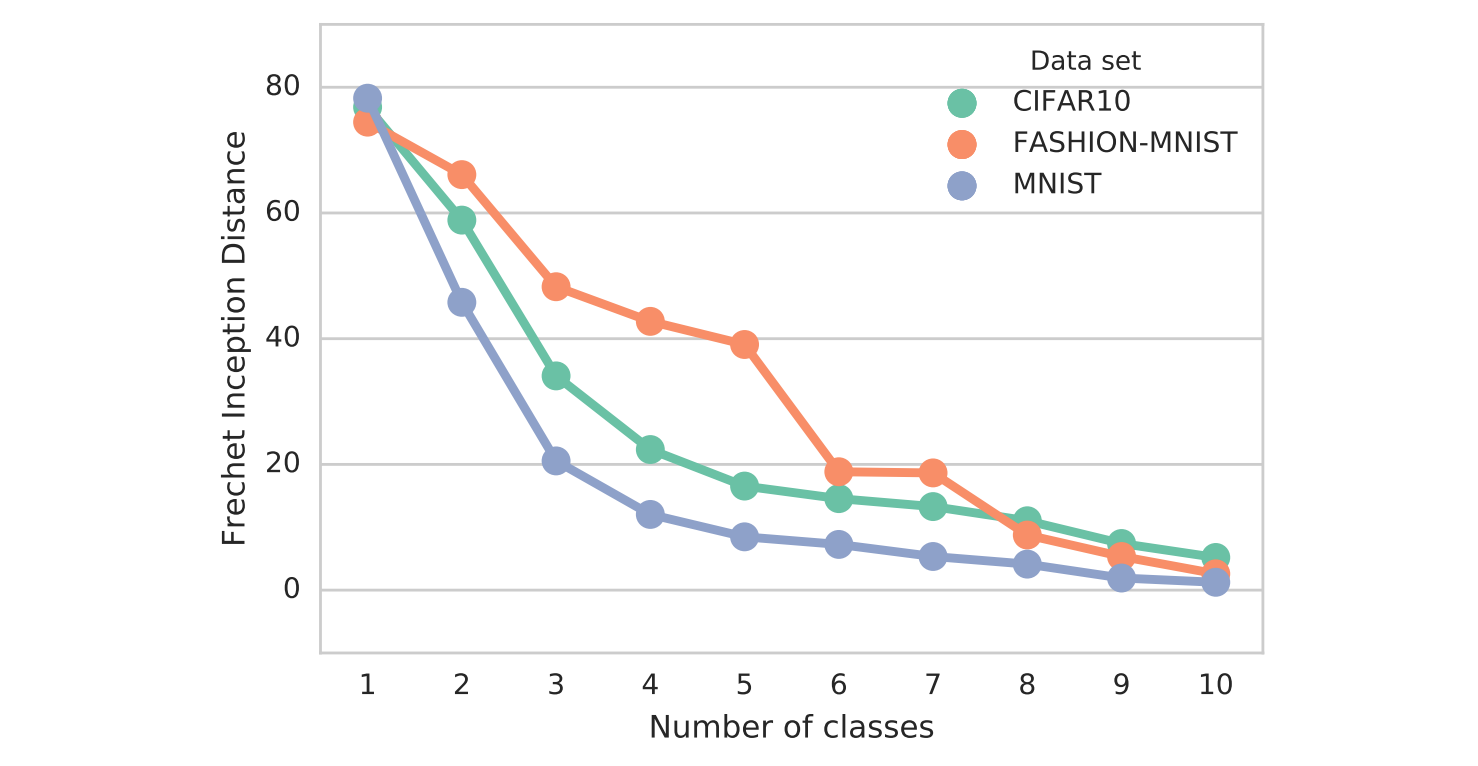 Data set
CIFAR10
FASHION-MNIST
MNIST
Frechet Inception Distance
80
60
40
20
0
1 2 3 4 5 6 7 8 9 10
Number of classes